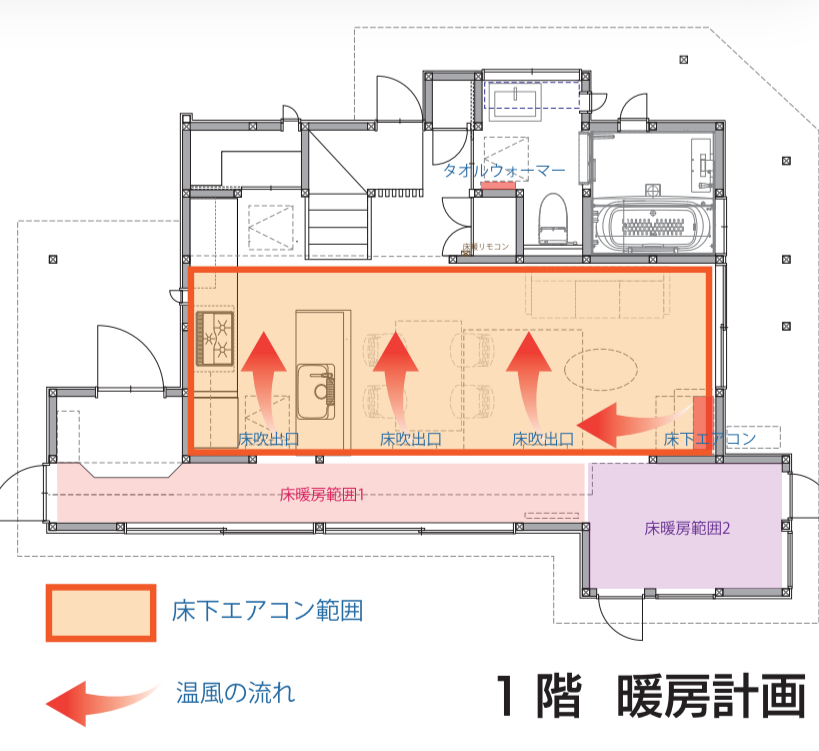 タオルウォーマー
床暖リモコン
床吹出口
床吹出口
床吹出口
床下エアコン
床暖房範囲1
床暖房範囲2
床下エアコン範囲
温風の流れ
1階 暖房計画